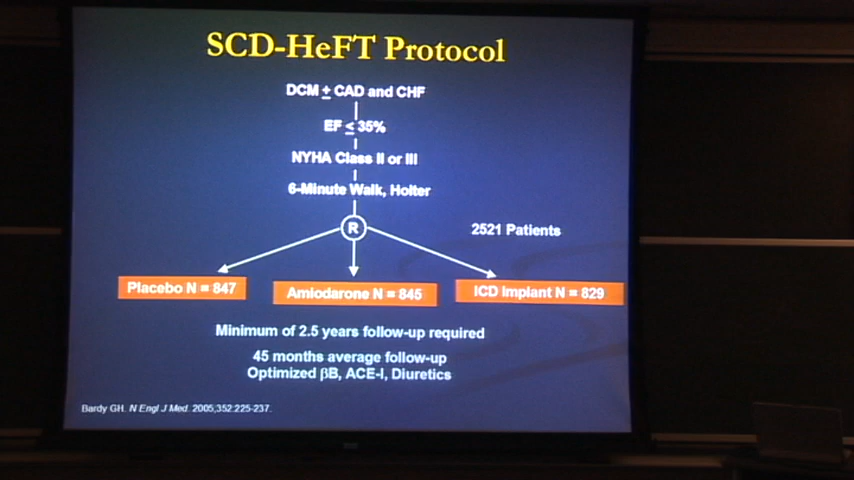 SCD-HeFT Protocol
DCM ± CAD and CHF
EF ≤ 35%
NYHA Class II or III
6-Minute Walk, Holter
R
2521 Patients
Placebo N = 847
Amiodarone N = 845
ICD Implant N = 829
Minimum of 2.5 years follow-up required
45 months average follow-up
Optimized βB, ACE-I, Diuretics
Bardy GH. N Engl J Med. 2005;352:225-237.